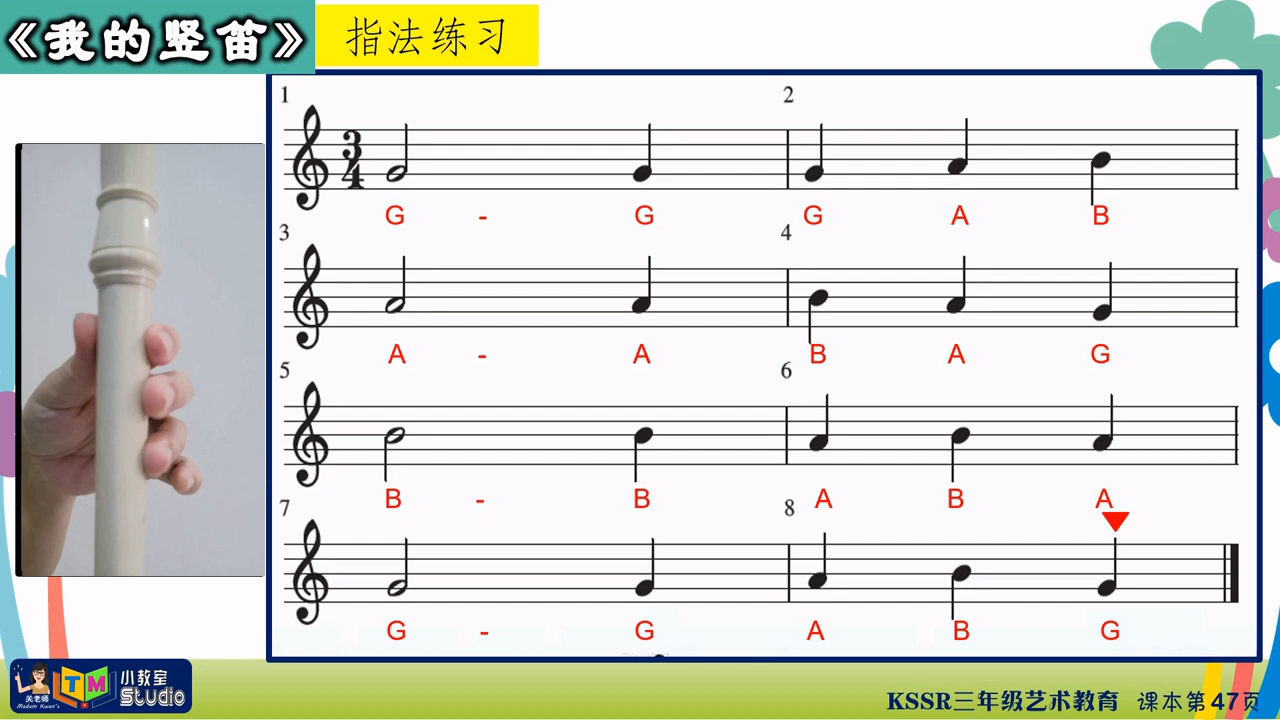 《我的竖笛》
指法练习
1 2
3 4
G - G G A B
3 4
A - A B A G
5 6
B - B A B A
7 8
G - G A B G
关老师
Madam Kwan's
TM
小教室
Studio
KSSR三年级艺术教育 课本第47页